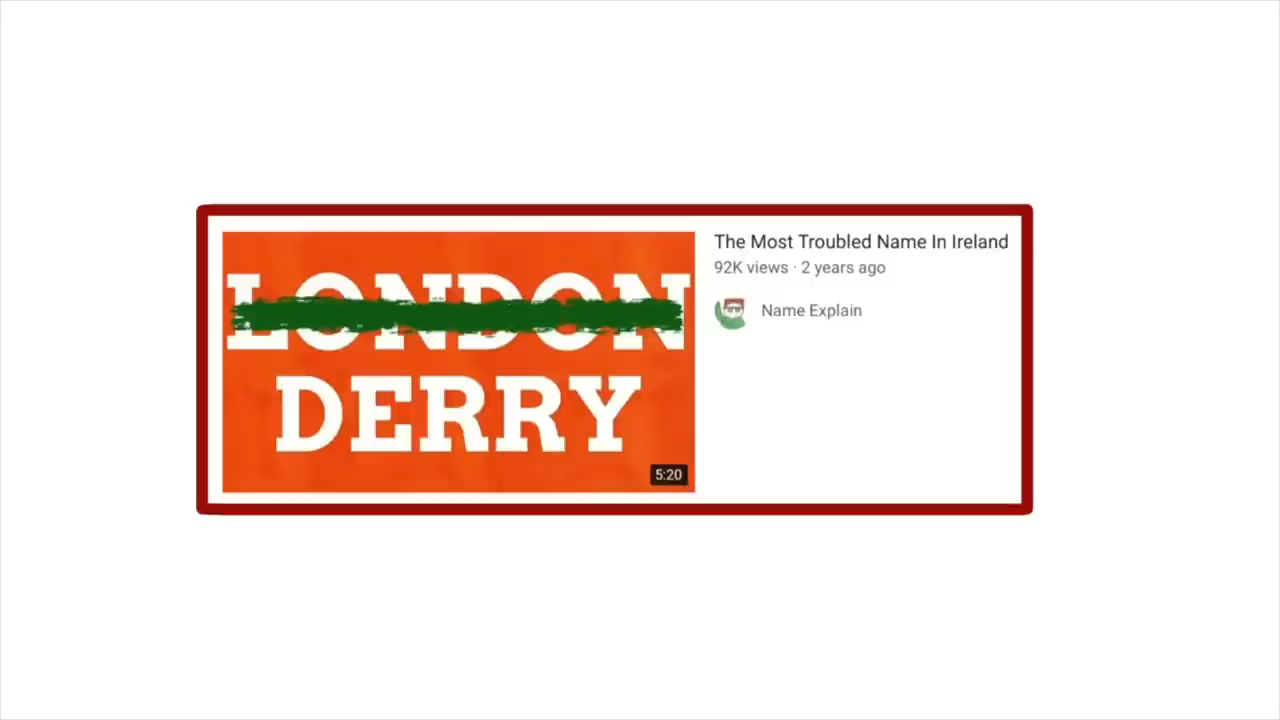 LONDON
DERRY
5:20
The Most Troubled Name In Ireland
92K views · 2 years ago
Name Explain